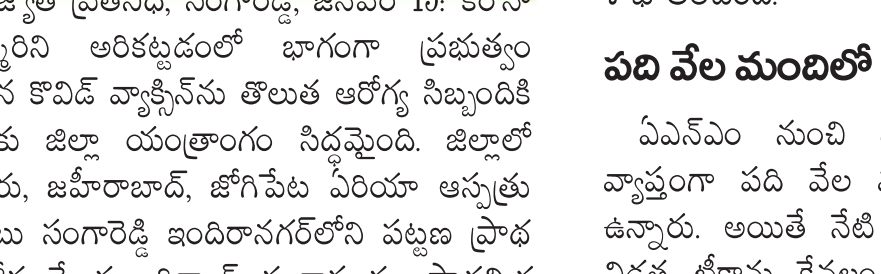 ప్రతినిధి, సంగారెడ్డి, జనవరి 15: కరోనా
అరికట్టడంలో భాగంగా ప్రభుత్వం
కొవిడ్ వ్యాక్సిన్‌ను తొలుత ఆరోగ్య సిబ్బందికి
జిల్లా యంత్రాంగం సిద్ధమైంది. జిల్లాలో
జహీరాబాద్, జోగిపేట ఏరియా ఆస్పత్రు
సంగారెడ్డి ఇందిరానగర్‌లోని పట్టణ ప్రాథ
పది వేల మందిలో
ఏఎన్ఎం నుంచి
వ్యాప్తంగా పది వేల
ఉన్నారు. అయితే నేటి